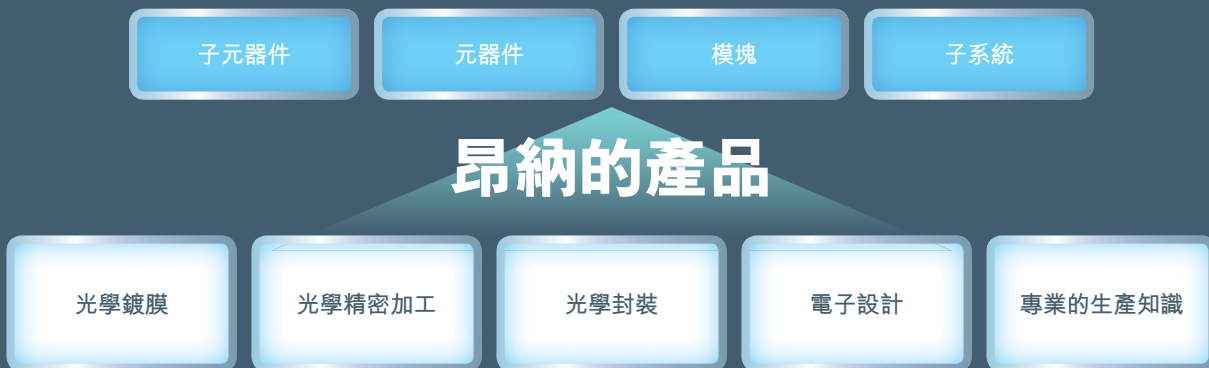 子元器件
元器件
模塊
子系統
昂納的產品
光學鍍膜
光學精密加工
光學封裝
電子設計
專業的生產知識